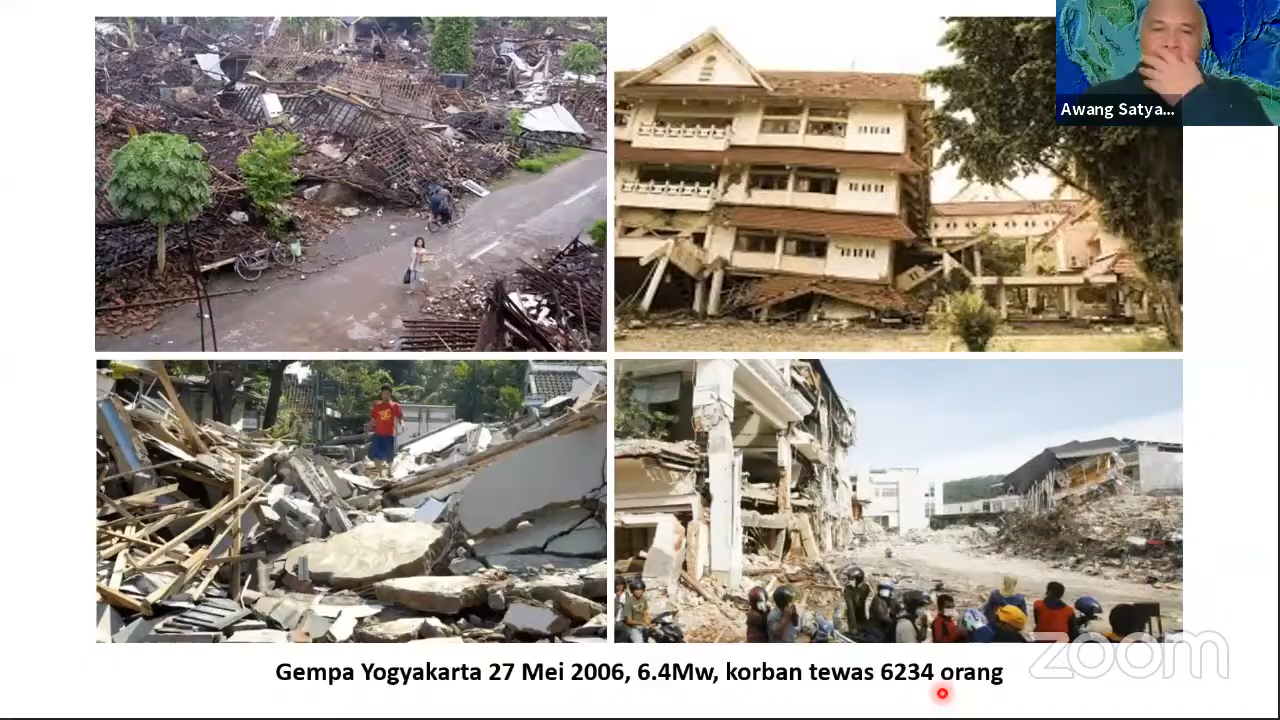 Awang Satya...
Gempa Yogyakarta 27 Mei 2006, 6.4Mw, korban tewas 6234 orang
zoom